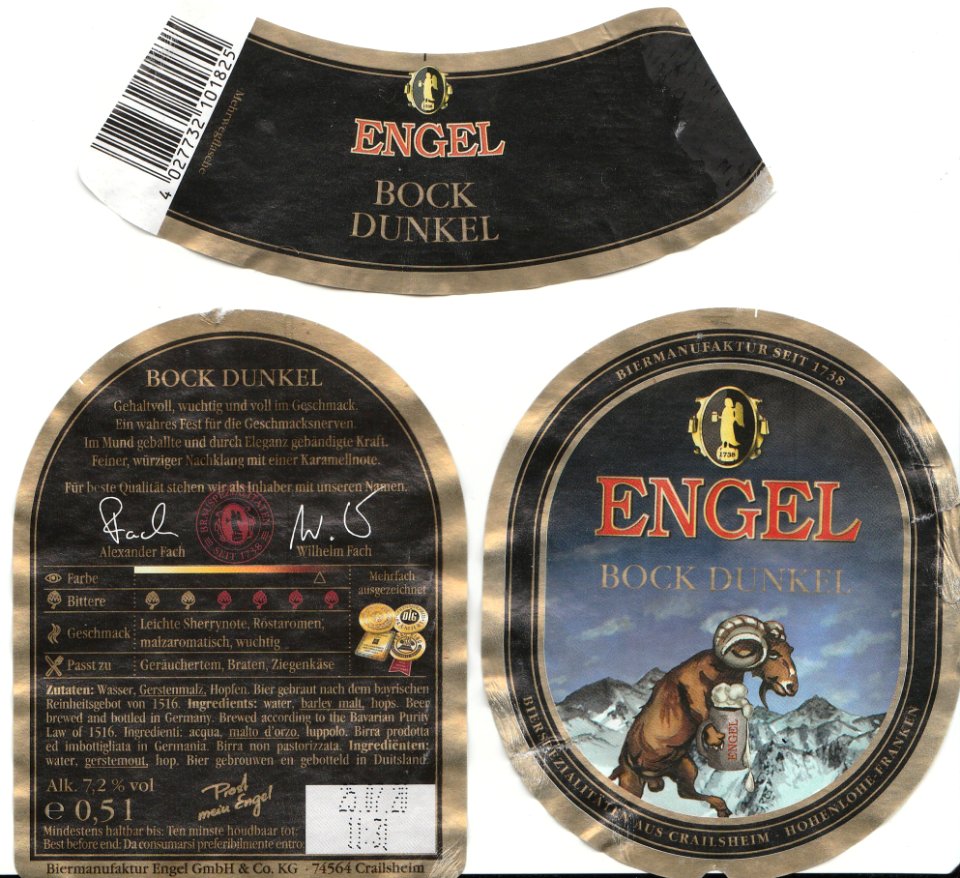 4 027732 101825
Mehrwegflasche
ENGEL
BOCK
DUNKEL
BOCK DUNKEL
Gehaltvoll, wuchtig und voll im Geschmack.
Ein wahres Fest für die Geschmacksnerven.
Im Mund geballte und durch Eleganz gebändigte Kraft.
Feiner, würziger Nachklang mit einer Karamellnote.
Für beste Qualität stehen wir als Inhaber mit unseren Namen.
BRAUSPEZIALITÄTEN
SEIT 1738
Alexander Fach
Wilhelm Fach
Farbe
Mehrfach
ausgezeichnet
Bittere
DLG
Geschmack
Leichte Sherrynote, Röstaromen,
malzaromatisch, wuchtig
Passt zu
Geräuchertem, Braten, Ziegenkäse
Zutaten: Wasser, Gerstenmalz, Hopfen. Bier gebraut nach dem bayrischen
Reinheitsgebot von 1516. Ingredients: water, barley malt, hops. Beer
brewed and bottled in Germany. Brewed according to the Bavarian Purity
Law of 1516. Ingredienti: acqua, malto d'orzo, luppolo. Birra prodotta
ed imbottigliata in Germania. Birra non pastorizzata. Ingrediënten:
water, gerstemout, hop. Bier gebrouwen en gebotteld in Duitsland.
Alk. 7,2 % vol
Prost
mein Engel
e 0,5 l
Mindestens haltbar bis: Ten minste houdbaar tot:
Best before end: Da consumarsi preferibilmente entro:
11:31
Biermanufaktur Engel GmbH & Co. KG · 74564 Crailsheim
BIERMANUFAKTUR SEIT 1738
1738
ENGEL
BOCK DUNKEL
ENGEL
BIERSPEZIALITÄTEN AUS CRAILSHEIM · HOHENLOHE-FRANKEN